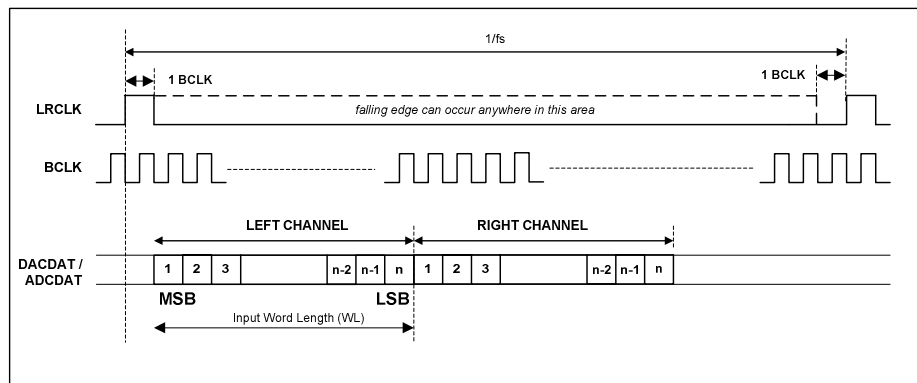 1/fs
1 BCLK
1 BCLK
LRCLK
falling edge can occur anywhere in this area
BCLK
LEFT CHANNEL
RIGHT CHANNEL
DACDAT /
ADCDAT
1 2 3 n-2 n-1 n 1 2 3 n-2 n-1 n
MSB
LSB
Input Word Length (WL)